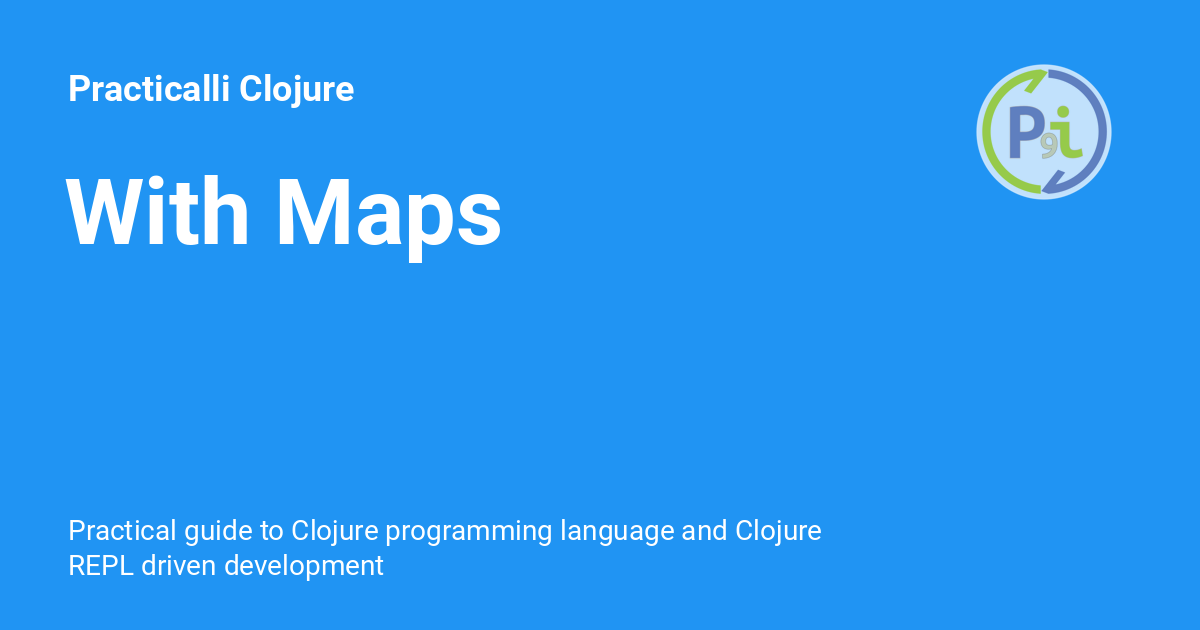 Practicalli Clojure
With Maps
P9i
Practical guide to Clojure programming language and Clojure
REPL driven development